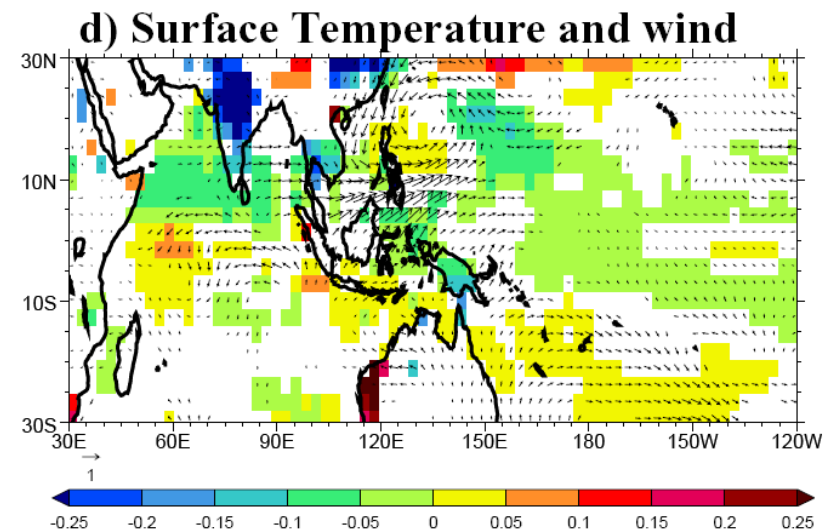 d) Surface Temperature and wind
30N
10N
10S
30S
30E 60E 90E 120E 150E 180 150W 120W
1
-0.25 -0.2 -0.15 -0.1 -0.05 0 0.05 0.1 0.15 0.2 0.25